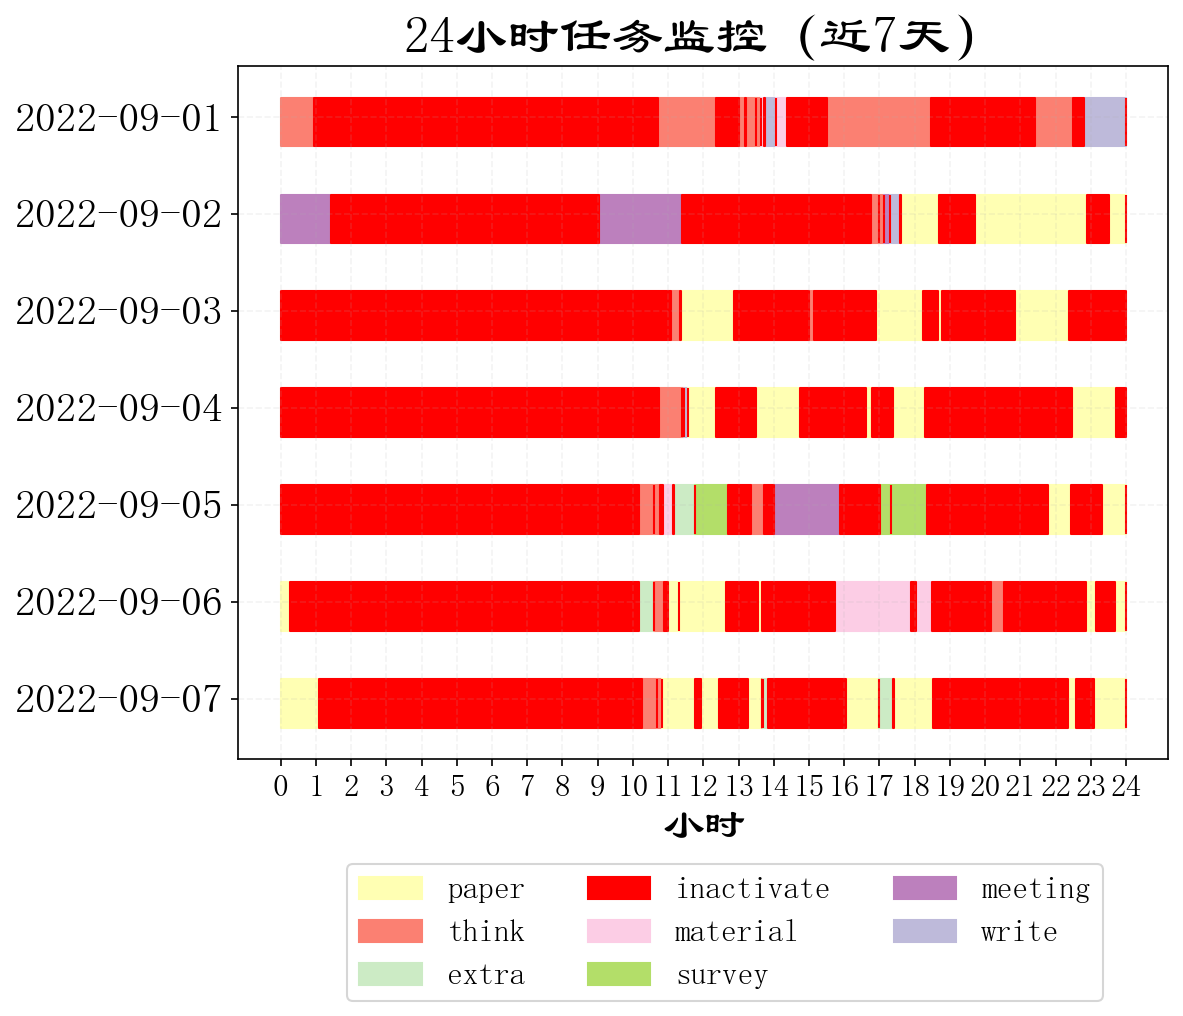 24小时任务监控 (近7天)
2022-09-01
2022-09-02
2022-09-03
2022-09-04
2022-09-05
2022-09-06
2022-09-07
0 1 2 3 4 5 6 7 8 9 10 11 12 13 14 15 16 17 18 19 20 21 22 23 24
小时
paper inactivate meeting
think material write
extra survey